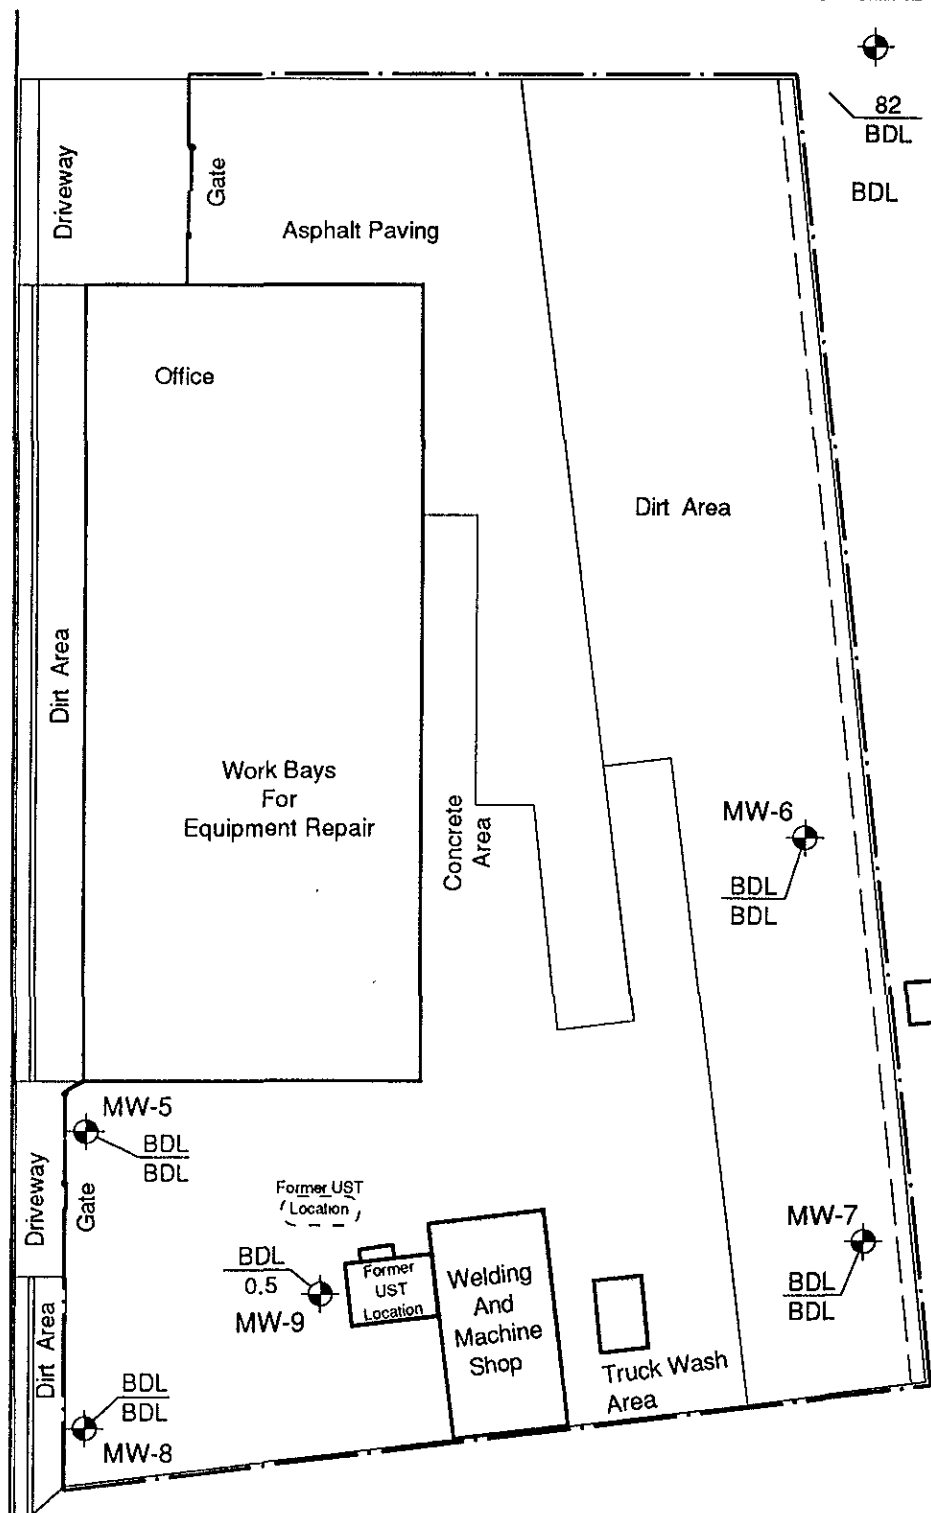 82
BDL
BDL
Driveway
Gate
Asphalt Paving
Office
Dirt Area
Dirt Area
Work Bays
For
Equipment Repair
Concrete
Area
MW-6
BDL
BDL
MW-5
BDL
BDL
Driveway
Gate
Former UST
Location
MW-7
BDL
BDL
BDL
0.5
MW-9
Former
UST
Location
Welding
And
Machine
Shop
Truck Wash
Area
Dirt Area
BDL
BDL
MW-8